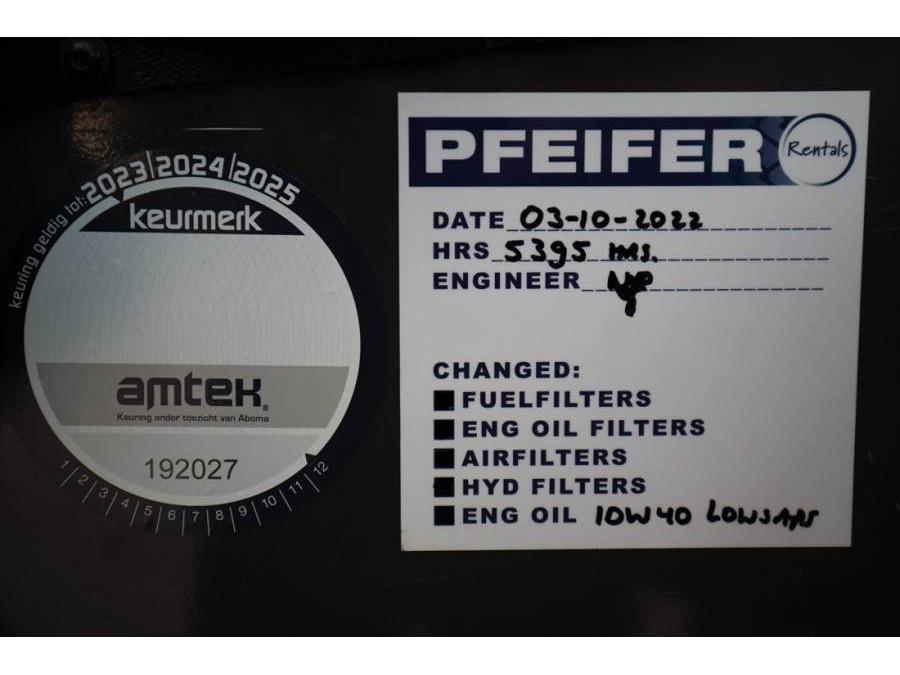 keuring geldig tot: 2023|2024|2025
keurmerk
amtek.
Keuring onder toezicht van Aboma
192027
1 2 3 4 5 6 7 8 9 10 11 12
PFEIFER Rentals
DATE 03-10-2022
HRS 5395 HRS.
ENGINEER
CHANGED:
FUELFILTERS
ENG OIL FILTERS
AIRFILTERS
HYD FILTERS
ENG OIL 10W40 LOWSAPS